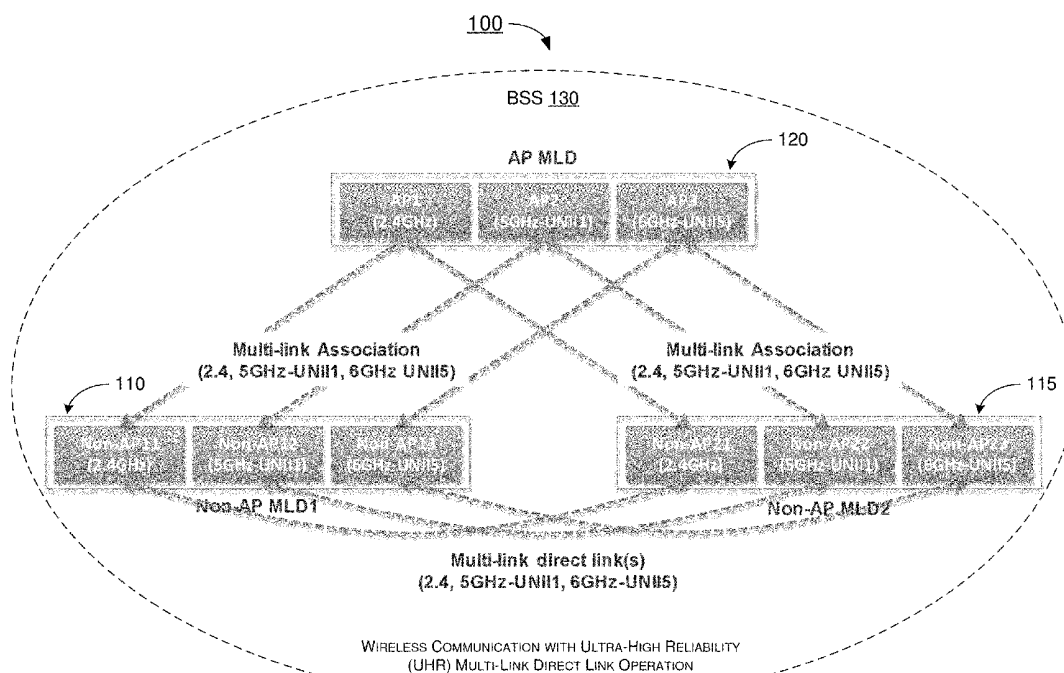 100
BSS 130
120
AP MLD
AP1 AP2 AP3
(2.4GHz) (5GHz-UNII1) (6GHz-UNII5)
Multi-link Association
(2.4, 5GHz-UNII1, 6GHz UNII5)
Multi-link Association
(2.4, 5GHz-UNII1, 6GHz UNII5)
110
115
Non-AP11 Non-AP12 Non-AP13
(2.4GHz) (5GHz-UNII1) (6GHz-UNII5)
Non-AP21 Non-AP22 Non-AP23
(2.4GHz) (5GHz-UNII1) (6GHz-UNII5)
Non-AP MLD1
Non-AP MLD2
Multi-link direct link(s)
(2.4, 5GHz-UNII1, 6GHz-UNII5)
WIRELESS COMMUNICATION WITH ULTRA-HIGH RELIABILITY
(UHR) MULTI-LINK DIRECT LINK OPERATION